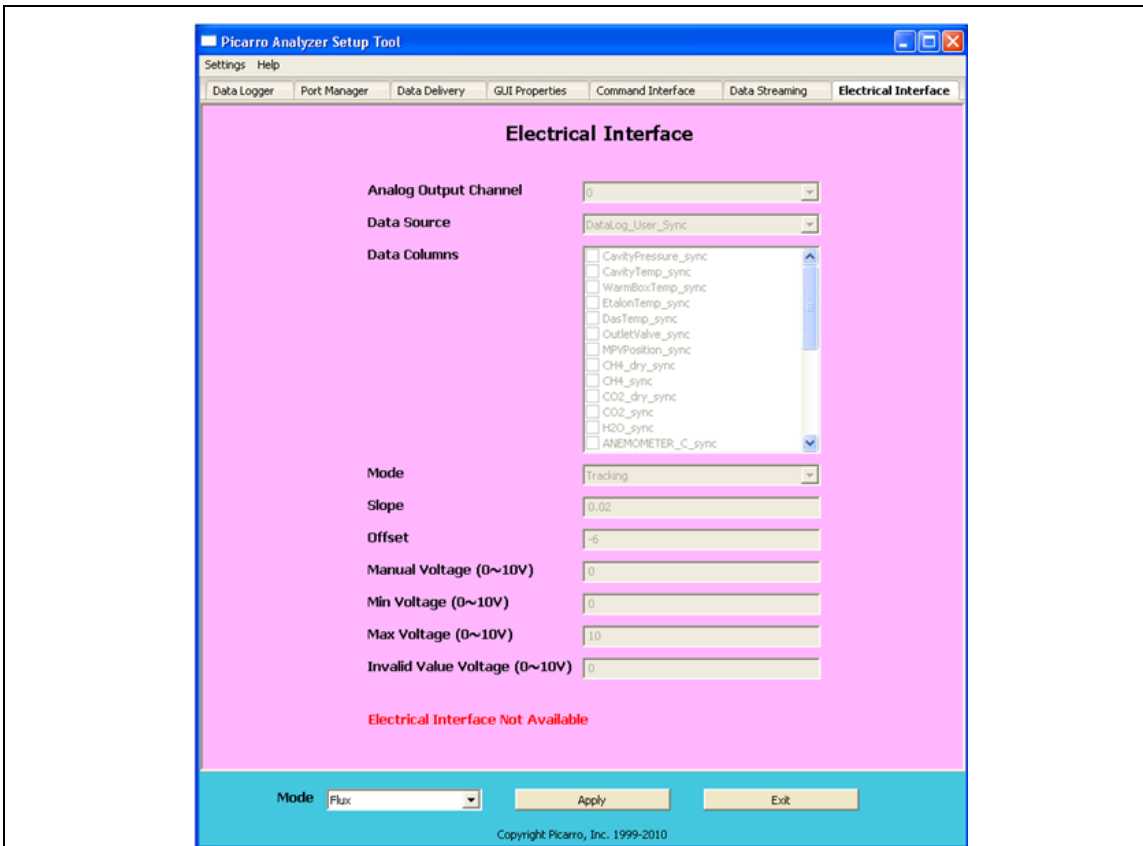 Picarro Analyzer Setup Tool
Settings Help
Data Logger Port Manager Data Delivery GUI Properties Command Interface Data Streaming Electrical Interface
Electrical Interface
Analog Output Channel 0
Data Source DataLog_User_Sync
Data Columns CavityPressure_sync
CavityTemp_sync
WarmBoxTemp_sync
EtalonTemp_sync
DasTemp_sync
OutletValve_sync
MPVPosition_sync
CH4_dry_sync
CH4_sync
CO2_dry_sync
CO2_sync
H2O_sync
ANEMOMETER_C_sync
Mode Tracking
Slope 0.02
Offset -6
Manual Voltage (0~10V) 0
Min Voltage (0~10V) 0
Max Voltage (0~10V) 10
Invalid Value Voltage (0~10V) 0
Electrical Interface Not Available
Mode Flux Apply Exit
Copyright Picarro, Inc. 1999-2010